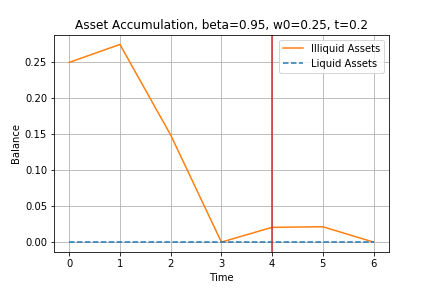 Asset Accumulation, beta=0.95, w0=0.25, t=0.2
Illiquid Assets
Liquid Assets
Balance
0.25
0.20
0.15
0.10
0.05
0.00
0 1 2 3 4 5 6
Time